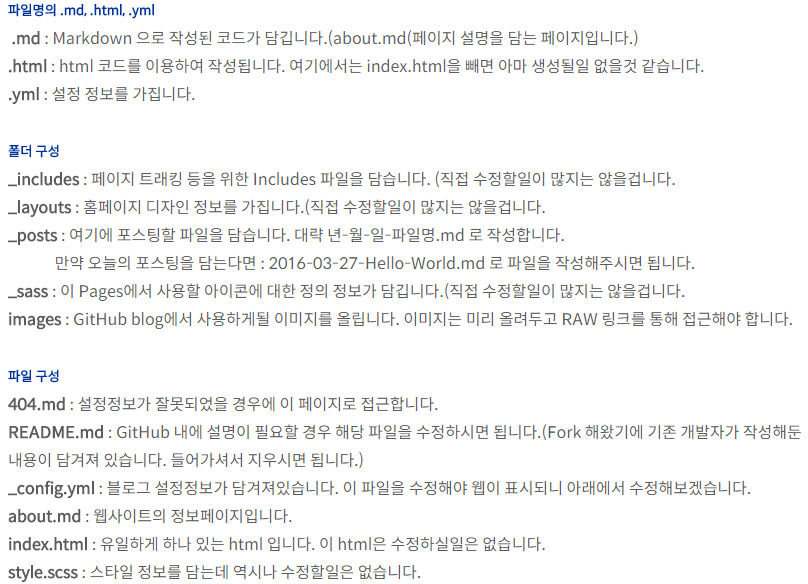 파일명의 .md, .html, .yml
.md : Markdown 으로 작성된 코드가 담깁니다.(about.md(페이지 설명을 담는 페이지입니다.)
.html : html 코드를 이용하여 작성됩니다. 여기에서는 index.html을 빼면 아마 생성될일 없을것 같습니다.
.yml : 설정 정보를 가집니다.
폴더 구성
_includes : 페이지 트래킹 등을 위한 Includes 파일을 담습니다. (직접 수정할일이 많지는 않을겁니다.
_layouts : 홈페이지 디자인 정보를 가집니다.(직접 수정할일이 많지는 않을겁니다.
_posts : 여기에 포스팅할 파일을 담습니다. 대략 년-월-일-파일명.md 로 작성합니다.
만약 오늘의 포스팅을 담는다면 : 2016-03-27-Hello-World.md 로 파일을 작성해주시면 됩니다.
_sass : 이 Pages에서 사용할 아이콘에 대한 정의 정보가 담깁니다.(직접 수정할일이 많지는 않을겁니다.
images : GitHub blog에서 사용하게될 이미지를 올립니다. 이미지는 미리 올려두고 RAW 링크를 통해 접근해야 합니다.
파일 구성
404.md : 설정정보가 잘못되었을 경우에 이 페이지로 접근합니다.
README.md : GitHub 내에 설명이 필요할 경우 해당 파일을 수정하시면 됩니다.(Fork 해왔기에 기존 개발자가 작성해둔
내용이 담겨져 있습니다. 들어가셔서 지우시면 됩니다.)
_config.yml : 블로그 설정정보가 담겨져있습니다. 이 파일을 수정해야 웹이 표시되니 아래에서 수정해보겠습니다.
about.md : 웹사이트의 정보페이지입니다.
index.html : 유일하게 하나 있는 html 입니다. 이 html은 수정하실일은 없습니다.
style.scss : 스타일 정보를 담는데 역시나 수정할일은 없습니다.